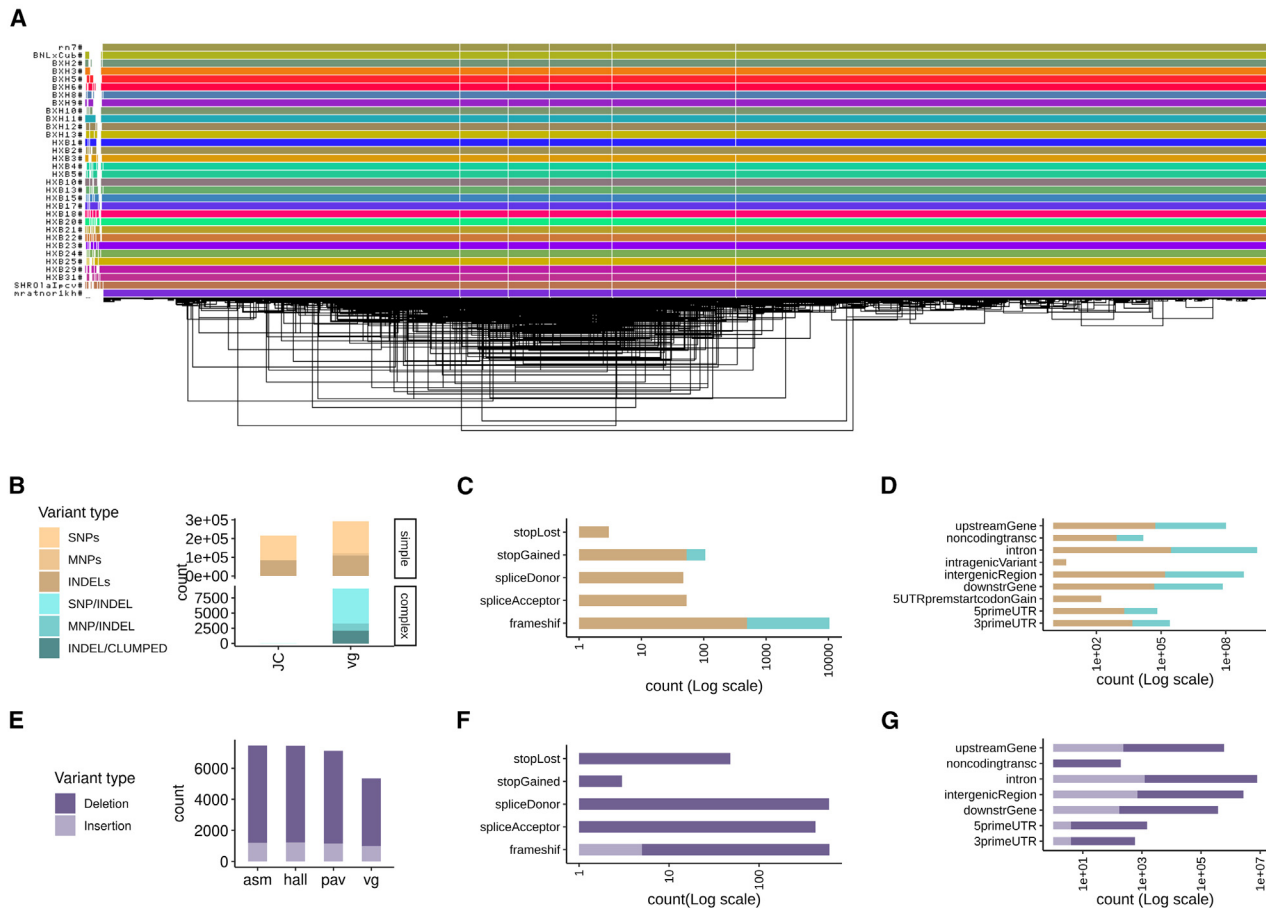 A
rn7#
BNLxCub#
BXH2#
BXH3#
BXH5#
BXH6#
BXH8#
BXH9#
BXH10#
BXH11#
BXH12#
BXH13#
HXB1#
HXB2#
HXB3#
HXB4#
HXB5#
HXB10#
HXB13#
HXB15#
HXB17#
HXB18#
HXB20#
HXB21#
HXB22#
HXB23#
HXB24#
HXB25#
HXB29#
HXB31#
SHROlaIpcv#
mratnorikh#
B
Variant type
SNPs
MNPs
INDELs
SNP/INDEL
MNP/INDEL
INDEL/CLUMPED
count
3e+05
2e+05
1e+05
0e+00
simple
7500
5000
2500
0
complex
JC
vg
C
stopLost
stopGained
spliceDonor
spliceAcceptor
frameshif
1
10
100
1000
10000
count (Log scale)
D
upstreamGene
noncodingtransc
intron
intragenicVariant
intergenicRegion
downstrGene
5UTRpremstartcodonGain
5primeUTR
3primeUTR
1e+02
1e+05
1e+08
count (Log scale)
E
Variant type
Deletion
Insertion
count
6000
4000
2000
0
asm
hall
pav
vg
F
stopLost
stopGained
spliceDonor
spliceAcceptor
frameshif
1
100
count(Log scale)
G
upstreamGene
noncodingtransc
intron
intergenicRegion
downstrGene
5primeUTR
3primeUTR
1e+01
1e+03
1e+05
1e+07
count (Log scale)